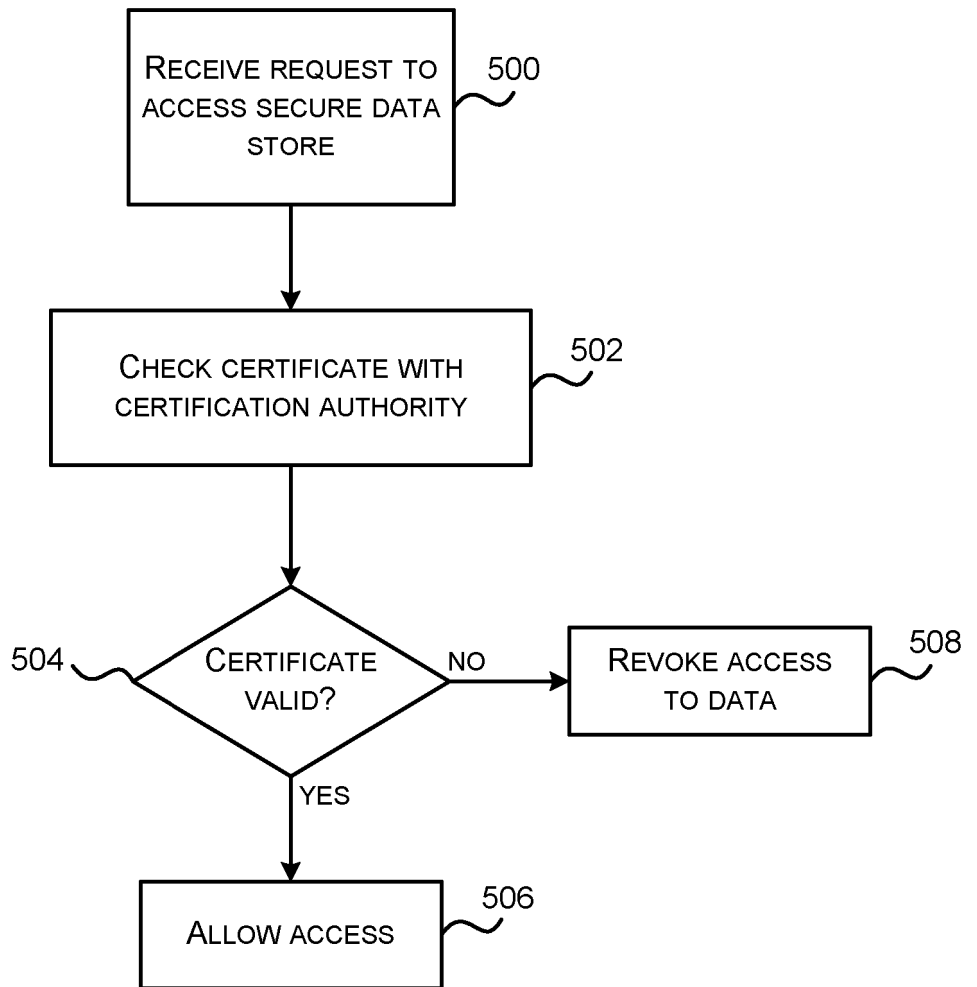 RECEIVE REQUEST TO
ACCESS SECURE DATA
STORE
500
CHECK CERTIFICATE WITH
CERTIFICATION AUTHORITY
502
504
CERTIFICATE
VALID?
NO
REVOKE ACCESS
TO DATA
508
YES
ALLOW ACCESS
506